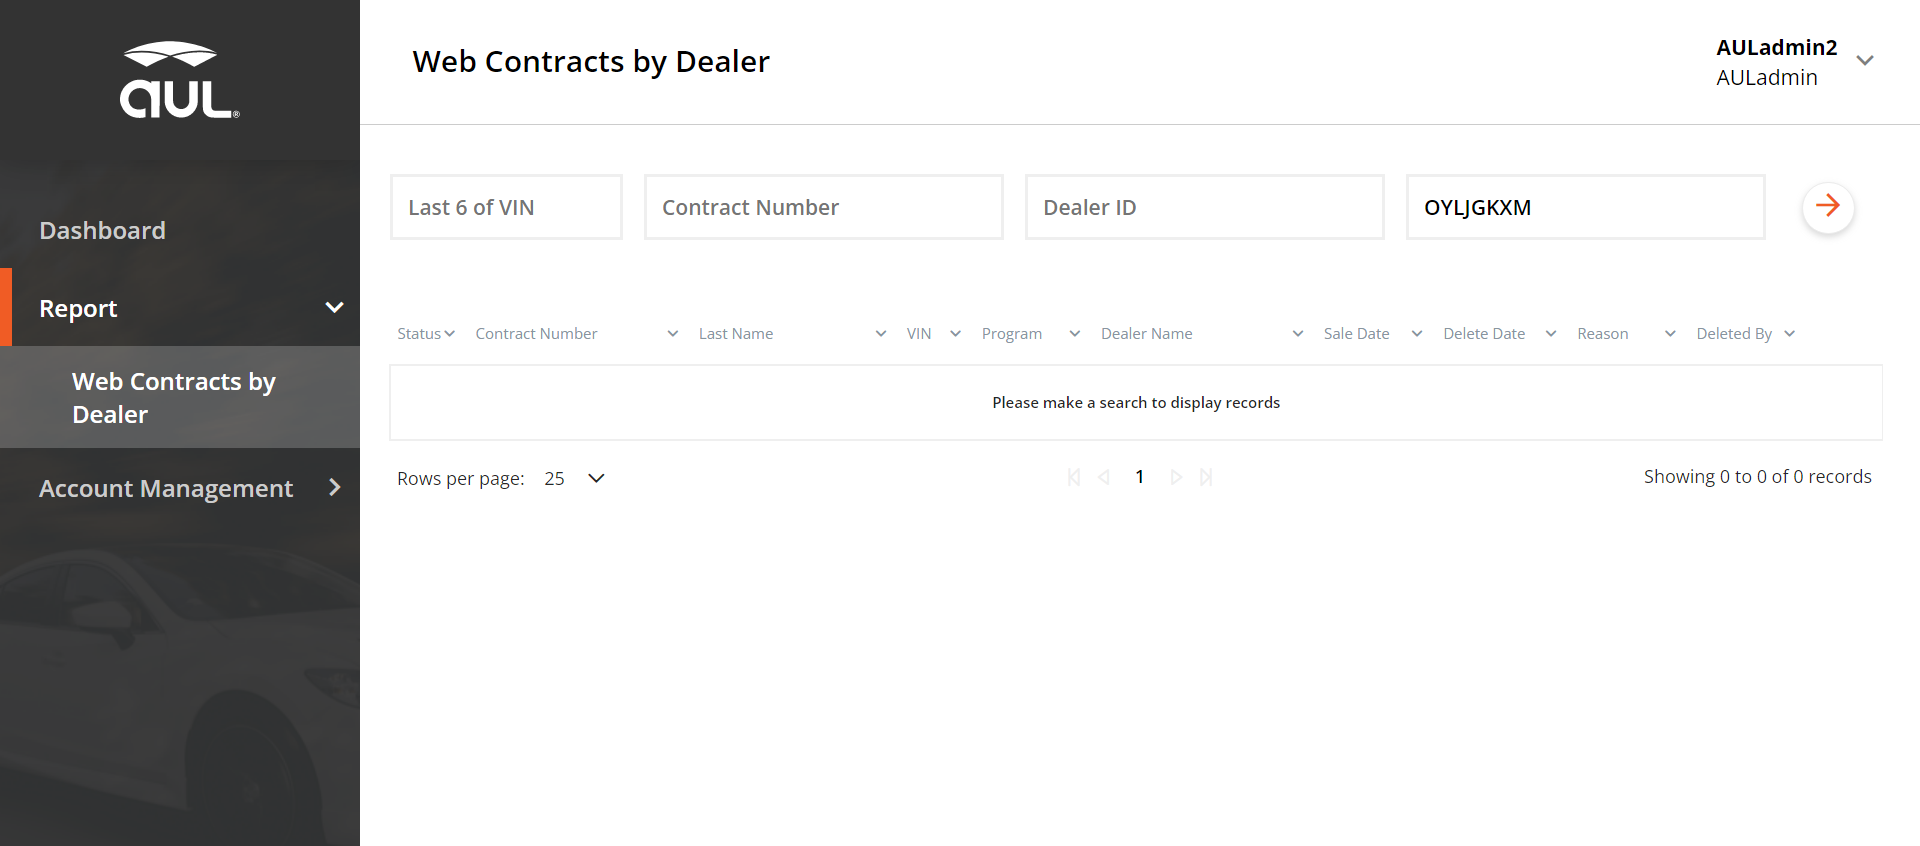 aUL®
Dashboard
Report
Web Contracts by
Dealer
Account Management
Web Contracts by Dealer
AULadmin2
AULadmin
Last 6 of VIN
Contract Number
Dealer ID
OYLJGKXM
Status Contract Number Last Name VIN Program Dealer Name Sale Date Delete Date Reason Deleted By
Please make a search to display records
Rows per page: 25
1
Showing 0 to 0 of 0 records